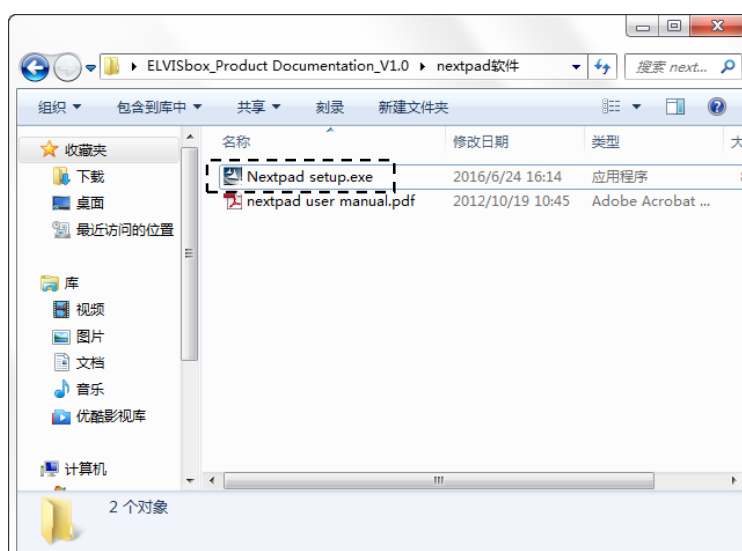 ELVISbox_Product Documentation_V1.0 nextpad软件
搜索 next...
组织 包含到库中 共享 刻录 新建文件夹
名称 修改日期 类型 大
收藏夹
下载
桌面
最近访问的位置
库
视频
图片
文档
音乐
优酷影视库
计算机
Nextpad setup.exe 2016/6/24 16:14 应用程序
nextpad user manual.pdf 2012/10/19 10:45 Adobe Acrobat ...
2 个对象